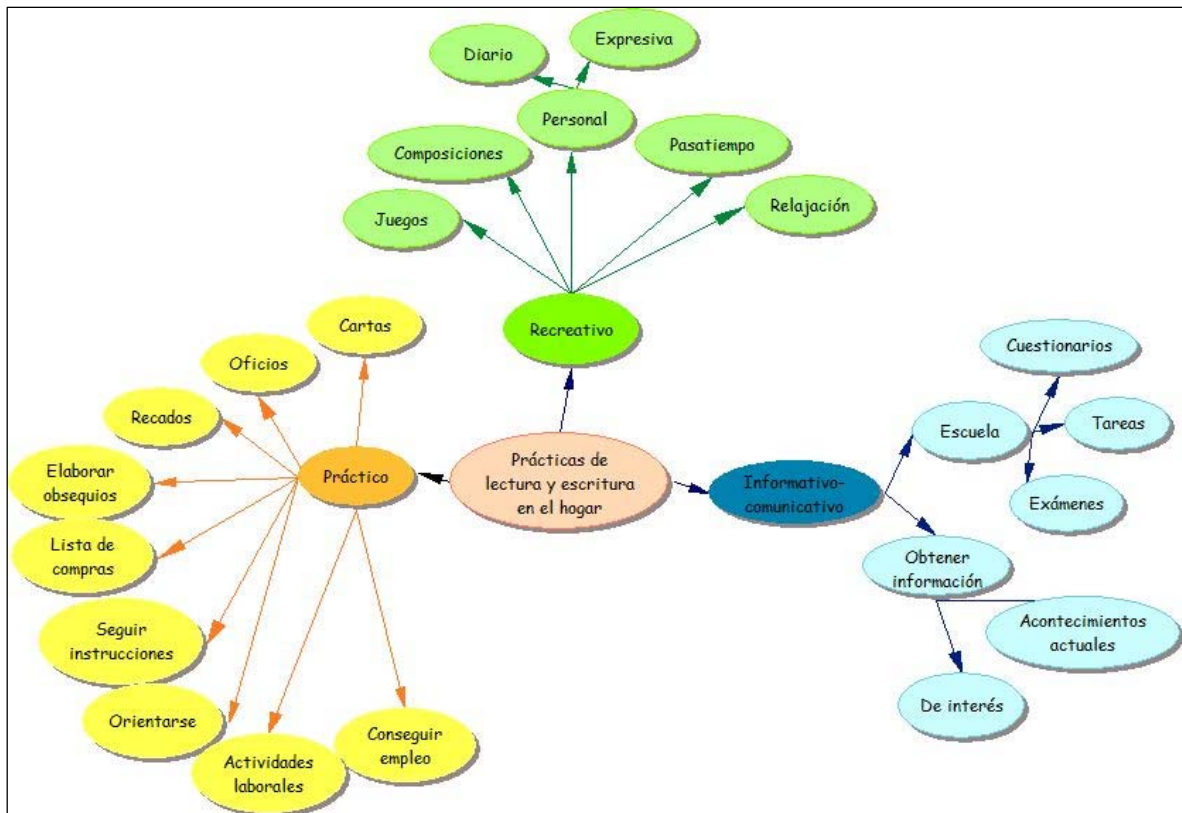 Expresiva
Diario
Personal
Composiciones
Pasatiempo
Juegos
Relajación
Recreativo
Cartas
Oficios
Recados
Elaborar
obsequios
Lista de
compras
Seguir
instrucciones
Orientarse
Actividades
laborales
Conseguir
empleo
Práctico
Prácticas de
lectura y escritura
en el hogar
Informativo-
comunicativo
Escuela
Cuestionarios
Tareas
Exámenes
Obtener
información
Acontecimientos
actuales
De interés